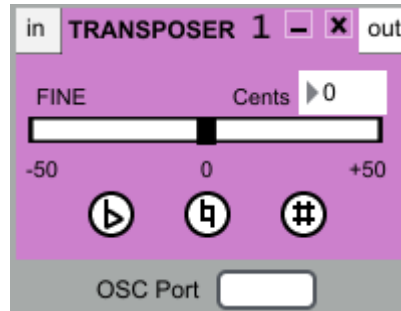 in TRANSPOSER 1 out
FINE Cents 0
-50 0 +50
♭ ♮ #
OSC Port